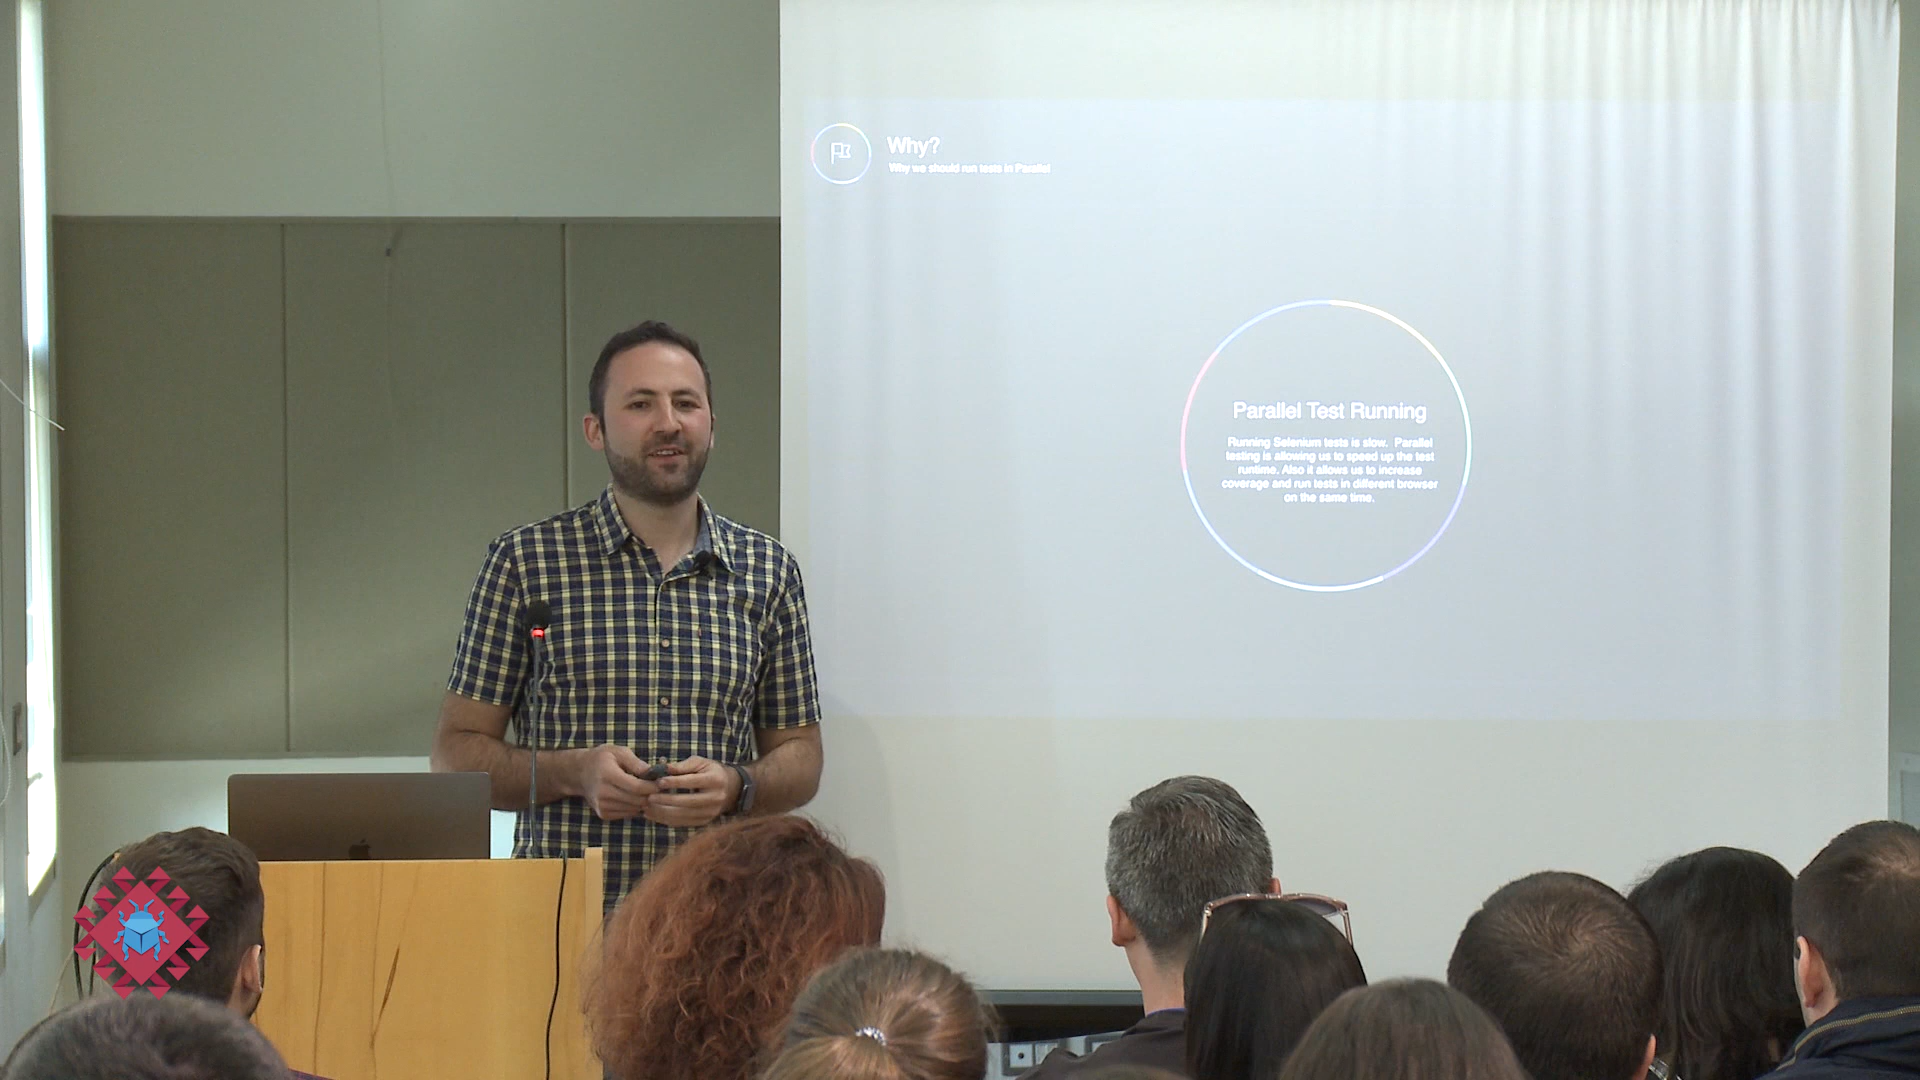 Why?
Why we should run tests in Parallel
Parallel Test Running
Running Selenium tests is slow. Parallel
testing is allowing us to speed up the test
runtime. Also it allows us to increase
coverage and run tests in different browser
on the same time.